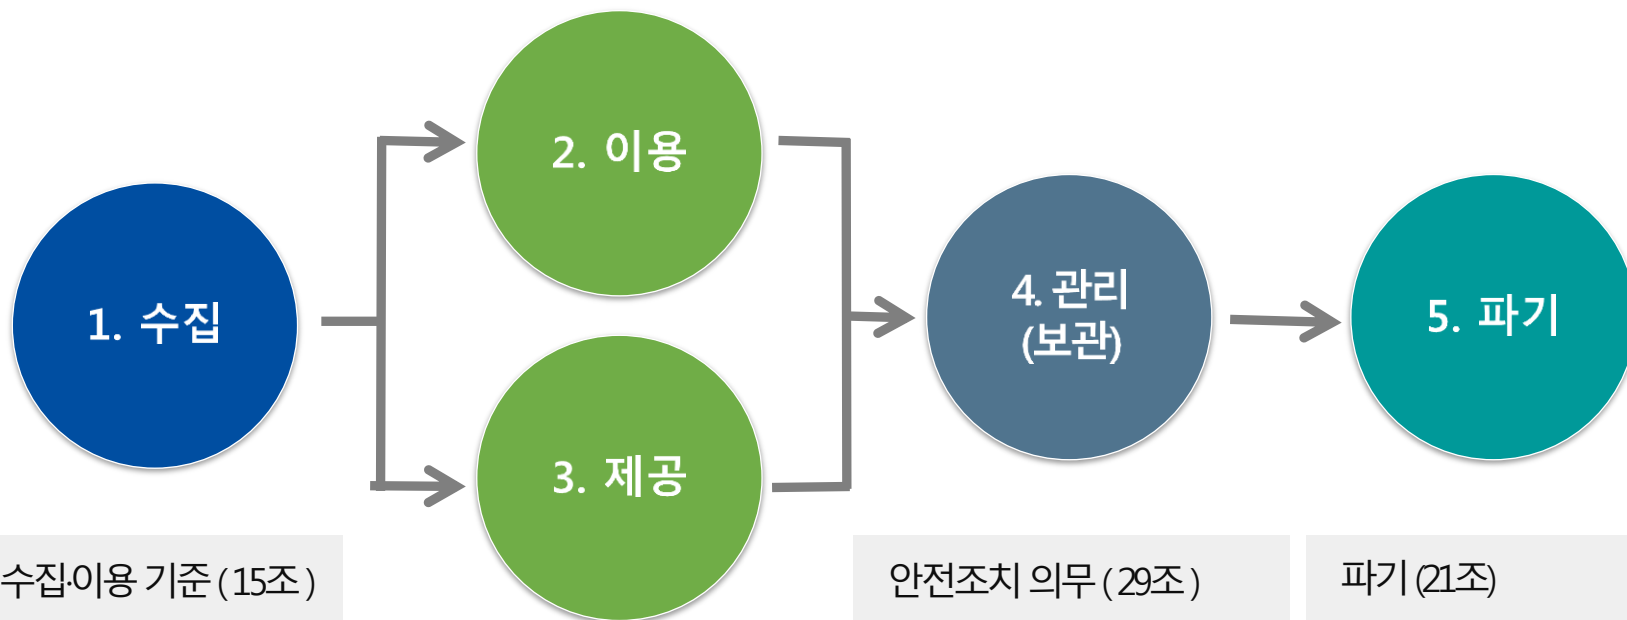 1. 수집
2. 이용
3. 제공
4. 관리
(보관)
5. 파기
수집·이용 기준 ( 15조 )
안전조치 의무 ( 29조 )
파기 (21조)